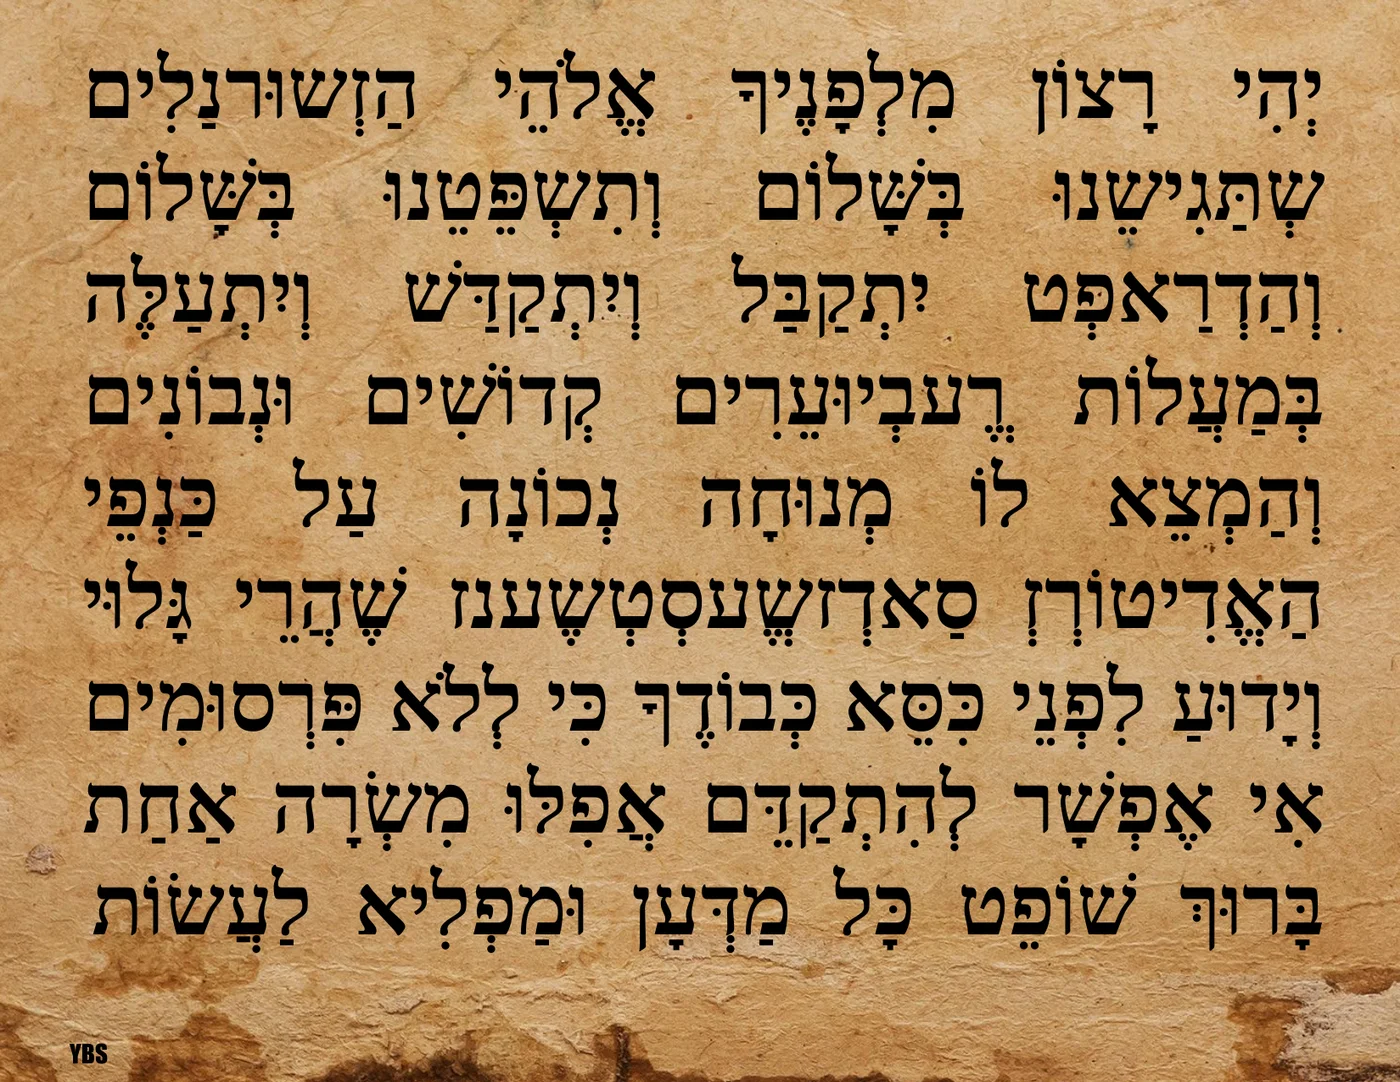 יְהִי רָצוֹן מִלְפָנֶיךָ אֱלֹהֵי הַזְשוּרנַלִים
שְתַּגִישֵנוּ בְּשָּׁלוֹם וְתִשְפְּטֵנוּ בְּשָּׁלוֹם
וְהַדְרַאפְּט יִתְקַבַּל וְיִתְקַדַּשׁ וְיִתְעַלֶּה
בְּמַעֲלוֹת רֱעבְיוּעֵרִים קְדוֹשִׁים וּנְבוֹנִים
וְהַמְצֵא לוֹ מְנוּחָה נְכוֹנָה עַל כַּנְפֵי
הַאֱדִיטוֹרְזְ סַאדְזשֱעסְטְשֶענז שֶׁהֲרֵי גָּלוּי
וְיָדוּעַ לִפְנֵי כִּסֵּא כְּבוֹדֶךָ כִּי לְלֹא פִּרְסוּמִים
אִי אֶפְשָׁר לְהִתְקַדֵּם אֲפִלּוּ מִשְׂרָה אַחַת
בָּרוּךְ שׁוֹפֵט כָּל מַדְּעָן וּמַפְלִיא לַעֲשׂוֹת
YBS